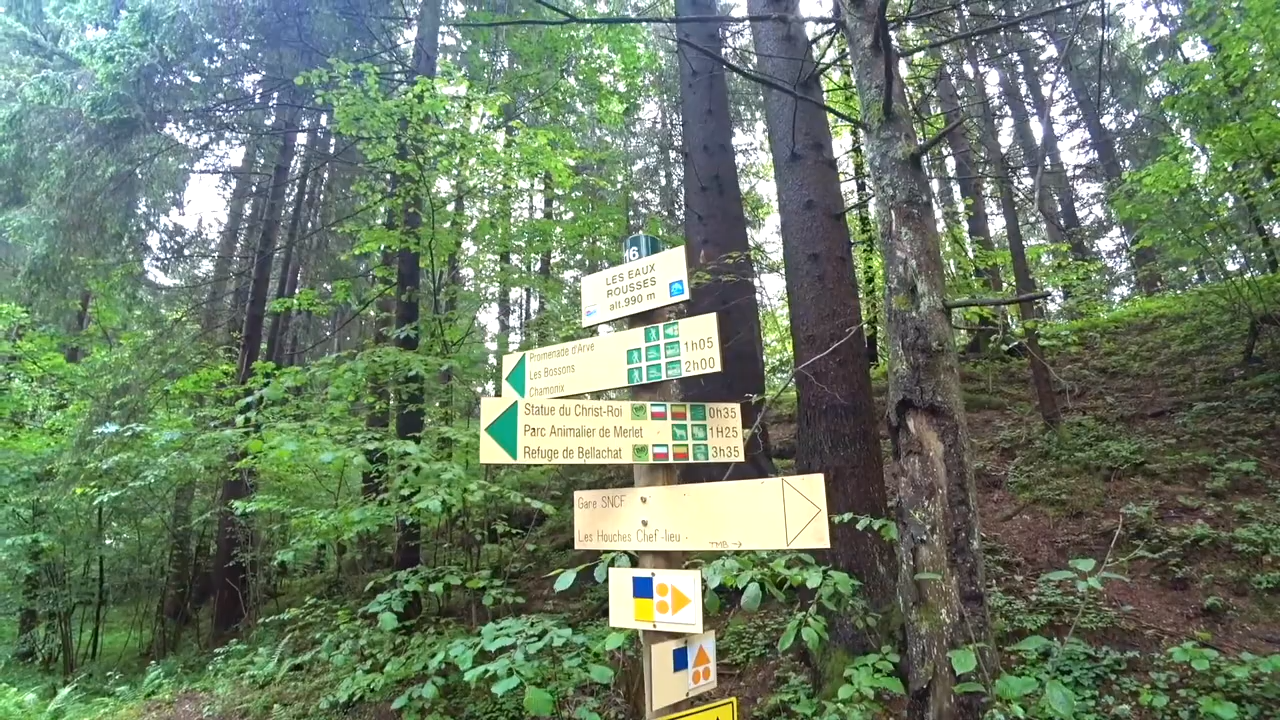 16
LES EAUX
ROUSSES
alt.990 m
Promenade d'Arve
Les Bossons 1h05
Chamonix 2h00
Statue du Christ-Roi 0h35
Parc Animalier de Merlet 1H25
Refuge de Bellachat 3h35
Gare SNCF
Les Houches Chef-lieu
TMB →